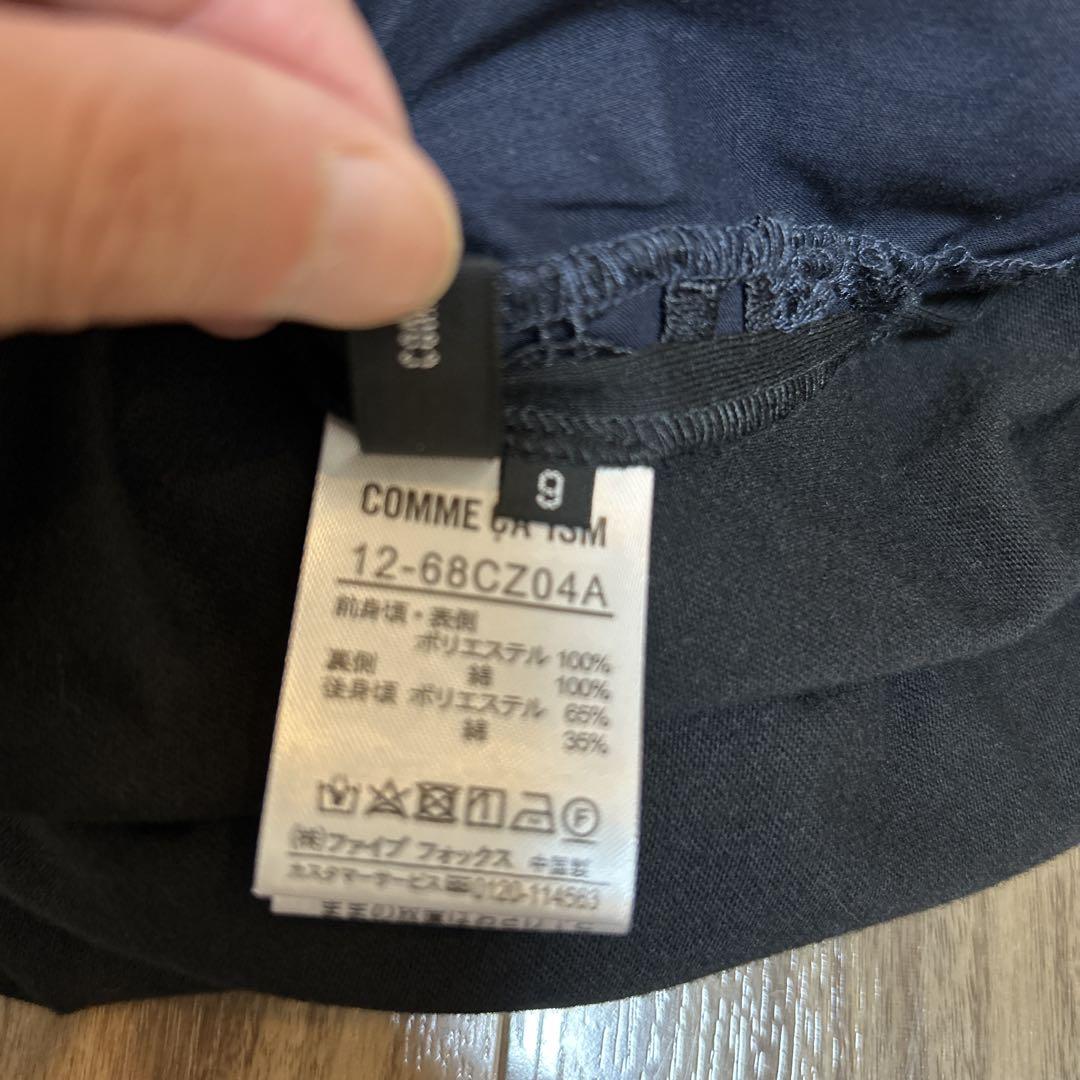 9
COMME ÇA ISM
12-68CZ04A
前身頃・表側
ポリエステル 100%
裏側 綿 100%
後身頃 ポリエステル 65%
綿 35%
F
㈱ファイブ フォックス 中国製
カスタマーサービス 0120-114563